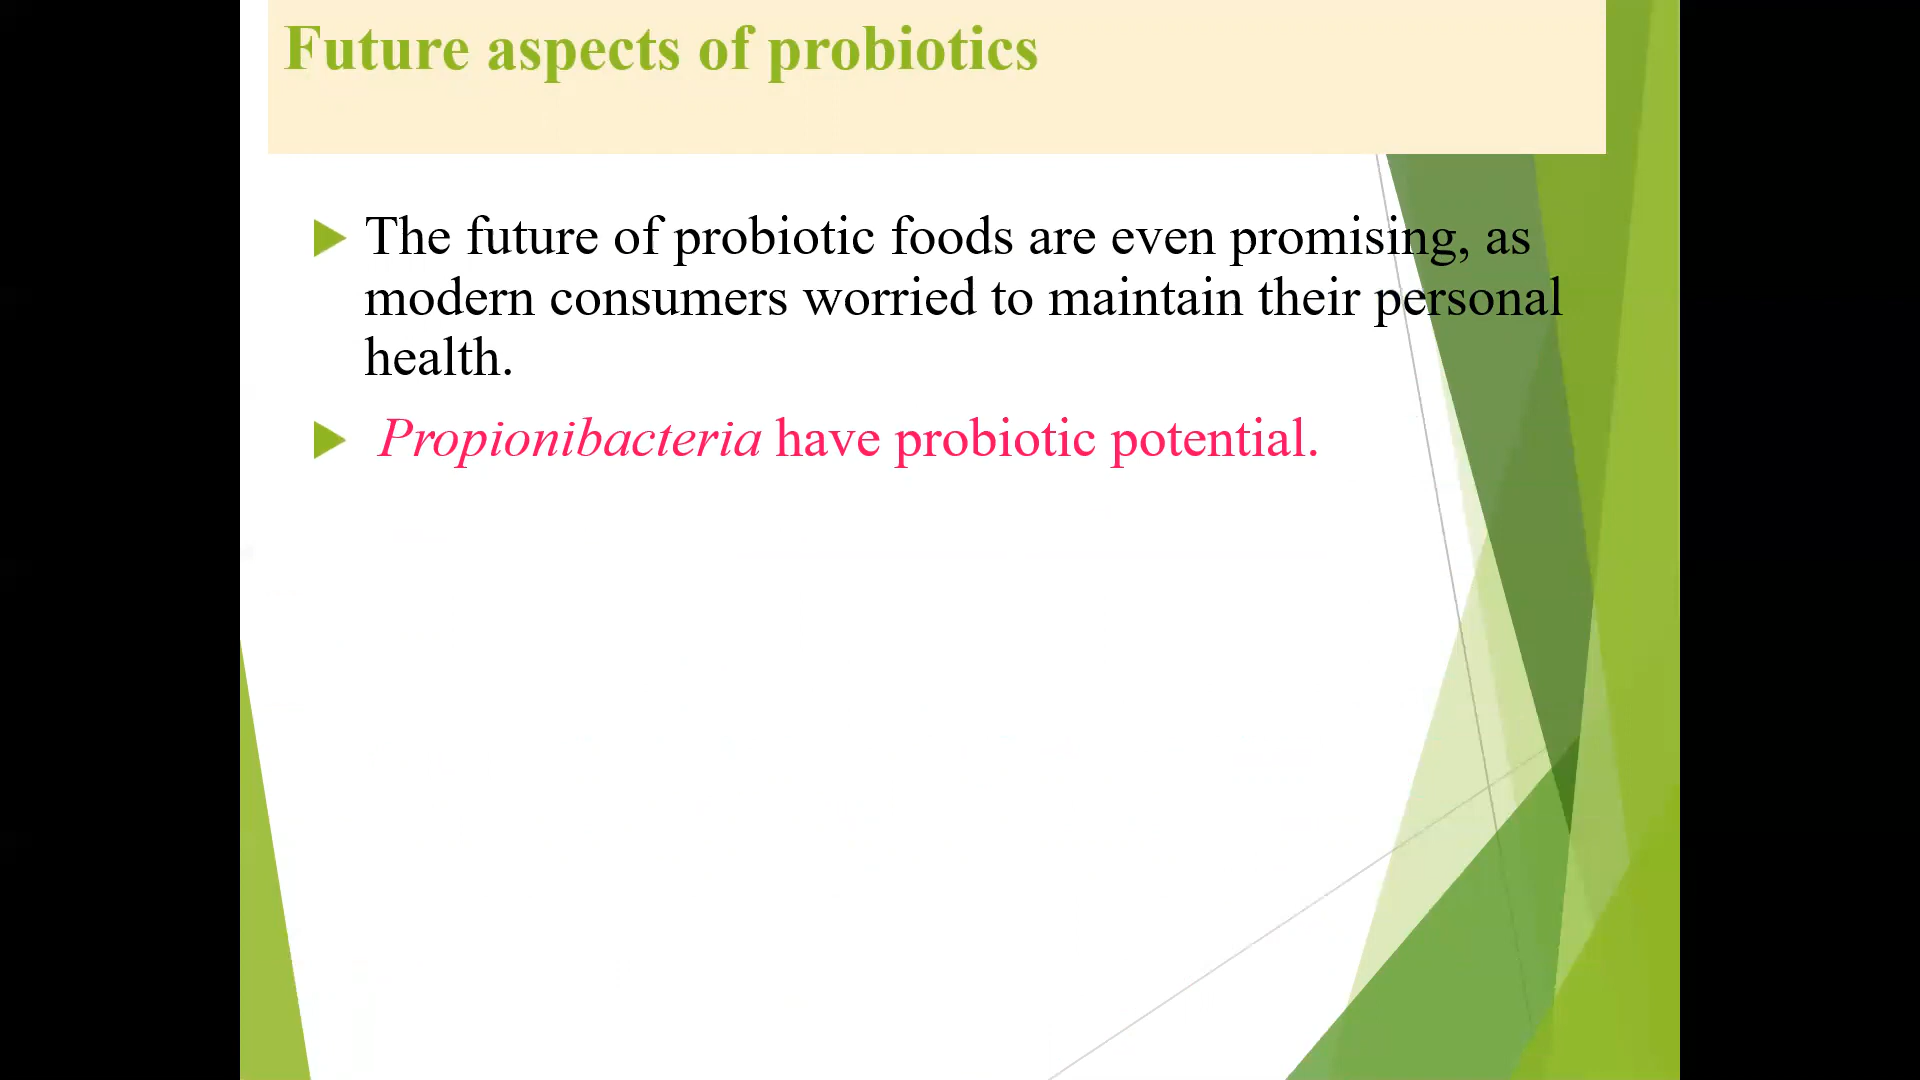 Future aspects of probiotics
The future of probiotic foods are even promising, as
modern consumers worried to maintain their personal
health.
Propionibacteria have probiotic potential.